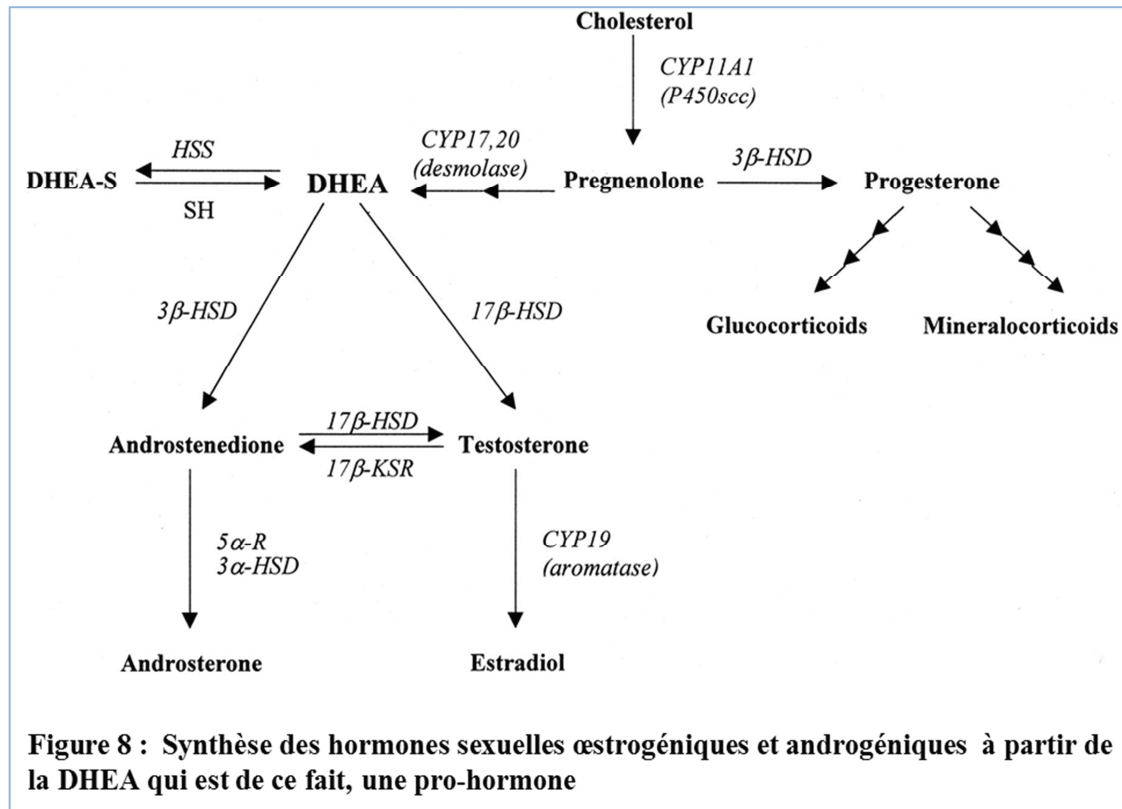 Cholesterol
CYP11A1
(P450scc)
CYP17,20
(desmolase)
HSS
3β-HSD
DHEA-S
DHEA
Pregnenolone
Progesterone
SH
3β-HSD
17β-HSD
Glucocorticoids
Mineralocorticoids
17β-HSD
Androstenedione
Testosterone
17β-KSR
5α-R
3α-HSD
CYP19
(aromatase)
Androsterone
Estradiol
Figure 8 : Synthèse des hormones sexuelles œstrogéniques et androgéniques à partir de
la DHEA qui est de ce fait, une pro-hormone